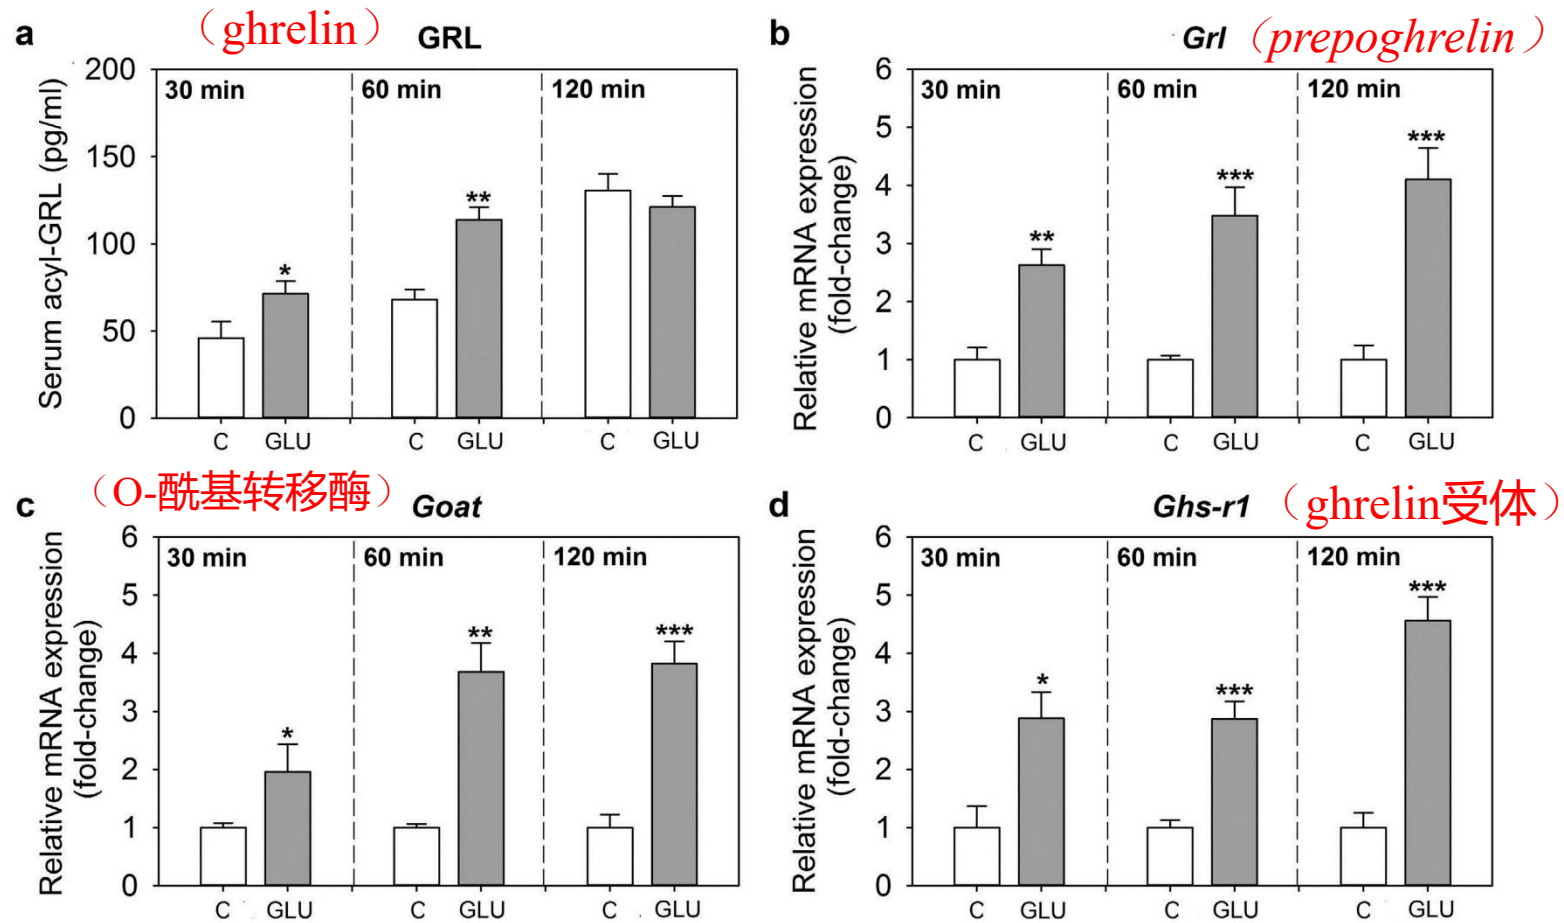 a （ghrelin） GRL
Serum acyl-GRL (pg/ml)
200
150
100
50
0
30 min 60 min 120 min
* **
C GLU C GLU C GLU
b Grl （prepoghrelin）
Relative mRNA expression
(fold-change)
6
5
4
3
2
1
0
30 min 60 min 120 min
** *** ***
C GLU C GLU C GLU
c （O-酰基转移酶） Goat
Relative mRNA expression
(fold-change)
6
5
4
3
2
1
0
30 min 60 min 120 min
* ** ***
C GLU C GLU C GLU
d Ghs-r1 （ghrelin受体）
Relative mRNA expression
(fold-change)
6
5
4
3
2
1
0
30 min 60 min 120 min
* *** ***
C GLU C GLU C GLU